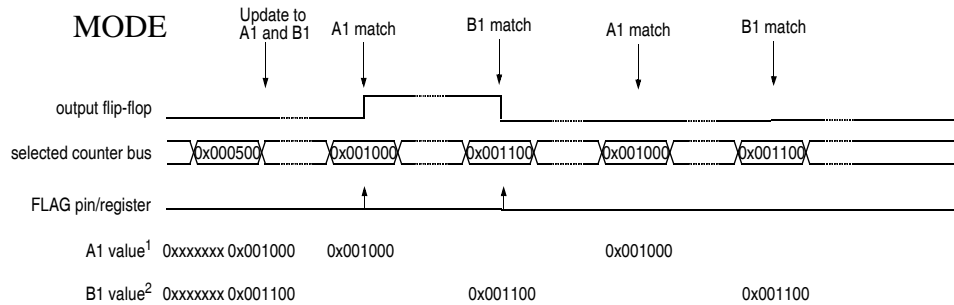 MODE
Update to
A1 and B1
A1 match
B1 match
A1 match
B1 match
output flip-flop
selected counter bus
0x000500
0x001000
0x001100
0x001000
0x001100
FLAG pin/register
A1 value1 0xxxxxxx 0x001000 0x001000 0x001000
B1 value2 0xxxxxxx 0x001100 0x001100 0x001100